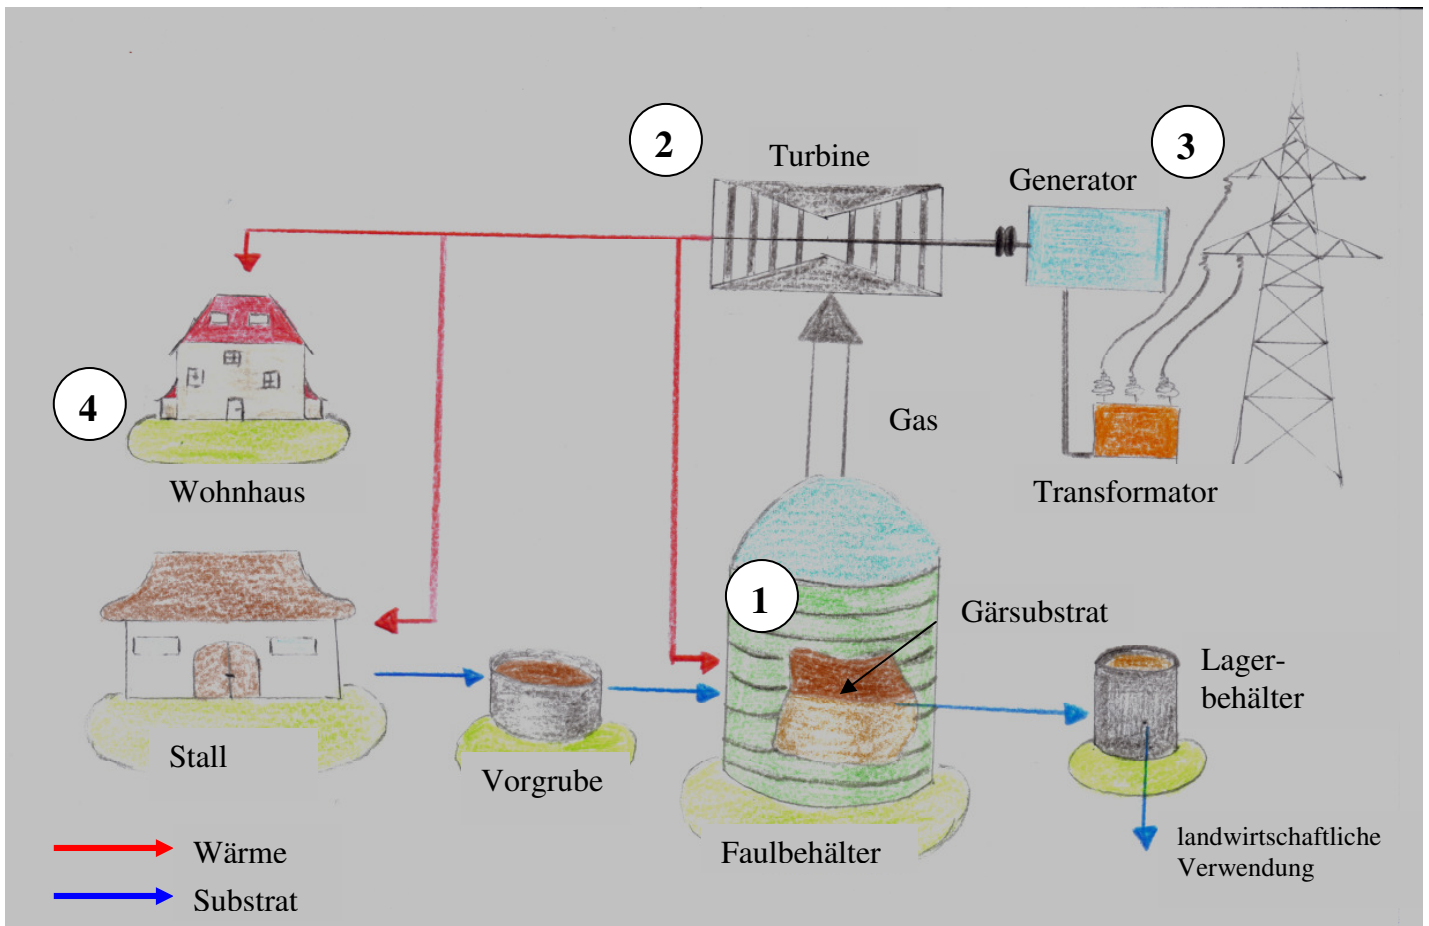 2
Turbine
3
Generator
4
Gas
Wohnhaus
Transformator
1
Gärsubstrat
Lager-
behälter
Stall
Vorgrube
Faulbehälter
landwirtschaftliche
Verwendung
Wärme
Substrat